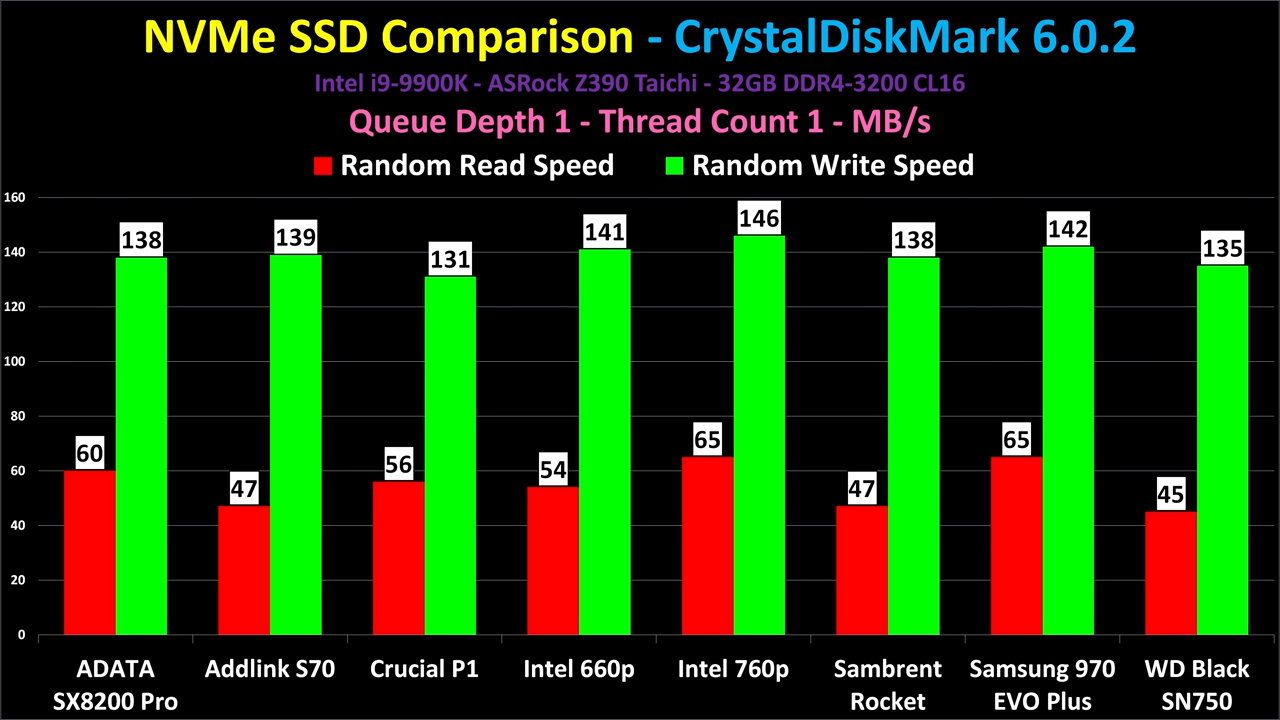 NVMe SSD Comparison - CrystalDiskMark 6.0.2
Intel i9-9900K - ASRock Z390 Taichi - 32GB DDR4-3200 CL16
Queue Depth 1 - Thread Count 1 - MB/s
Random Read Speed Random Write Speed
160
140
120
100
80
60
40
20
0
138 139 131 141 146 138 142 135
60 47 56 54 65 47 65 45
ADATA
SX8200 Pro
Addlink S70
Crucial P1
Intel 660p
Intel 760p
Sambrent
Rocket
Samsung 970
EVO Plus
WD Black
SN750